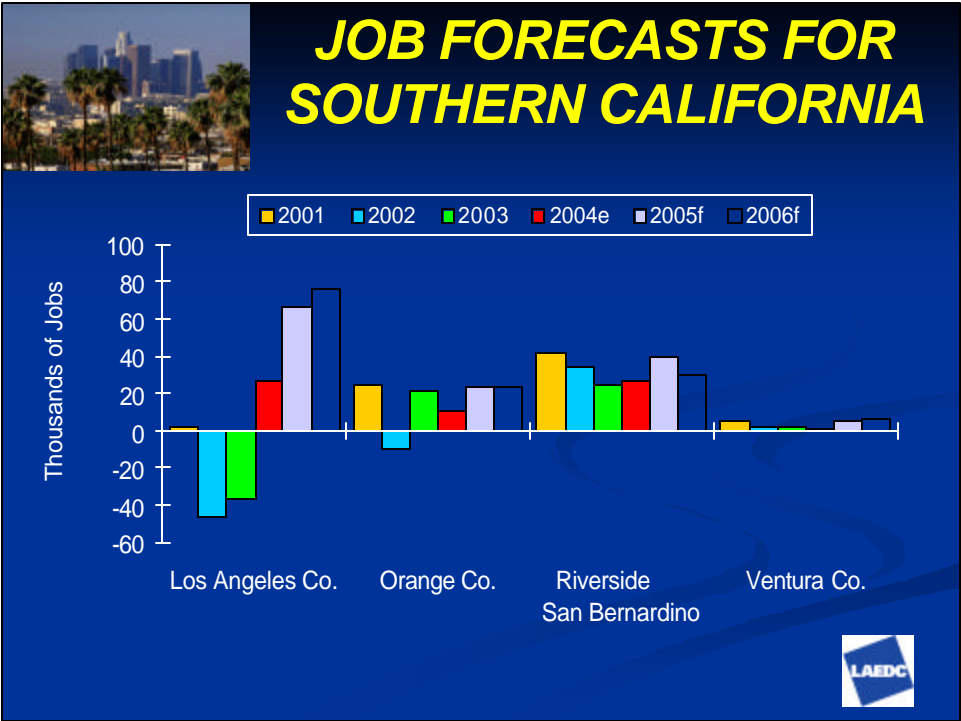 JOB FORECASTS FOR
SOUTHERN CALIFORNIA
2001 2002 2003 2004e 2005f 2006f
Thousands of Jobs
100
80
60
40
20
0
-20
-40
-60
Los Angeles Co. Orange Co. Riverside Ventura Co.
San Bernardino
LAEDC